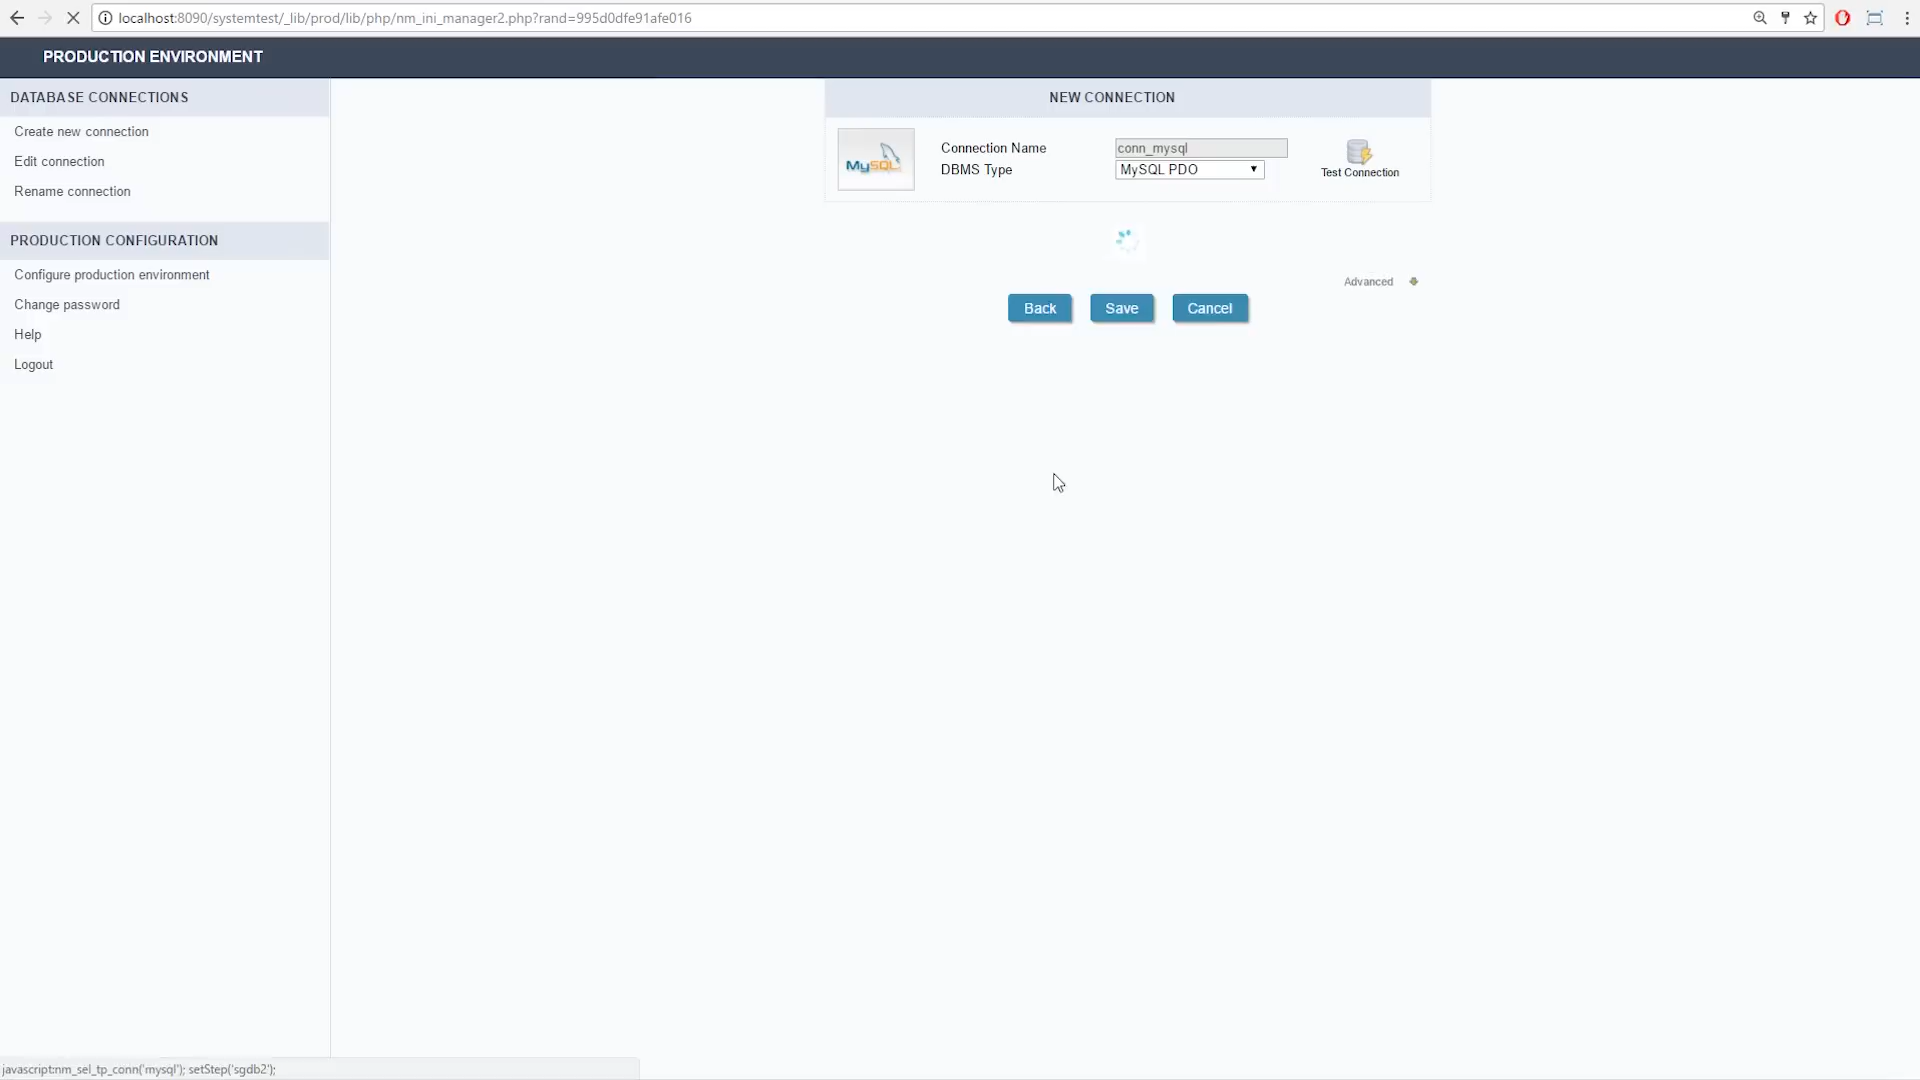 localhost:8090/systemtest/_lib/prod/lib/php/nm_ini_manager2.php?rand=995d0dfe91afe016
PRODUCTION ENVIRONMENT
DATABASE CONNECTIONS
Create new connection
Edit connection
Rename connection
PRODUCTION CONFIGURATION
Configure production environment
Change password
Help
Logout
NEW CONNECTION
MySQL
Connection Name conn_mysql
DBMS Type MySQL PDO
Test Connection
Advanced
Back Save Cancel
javascript:nm_sel_tp_conn('mysql'); setStep('sgdb2');